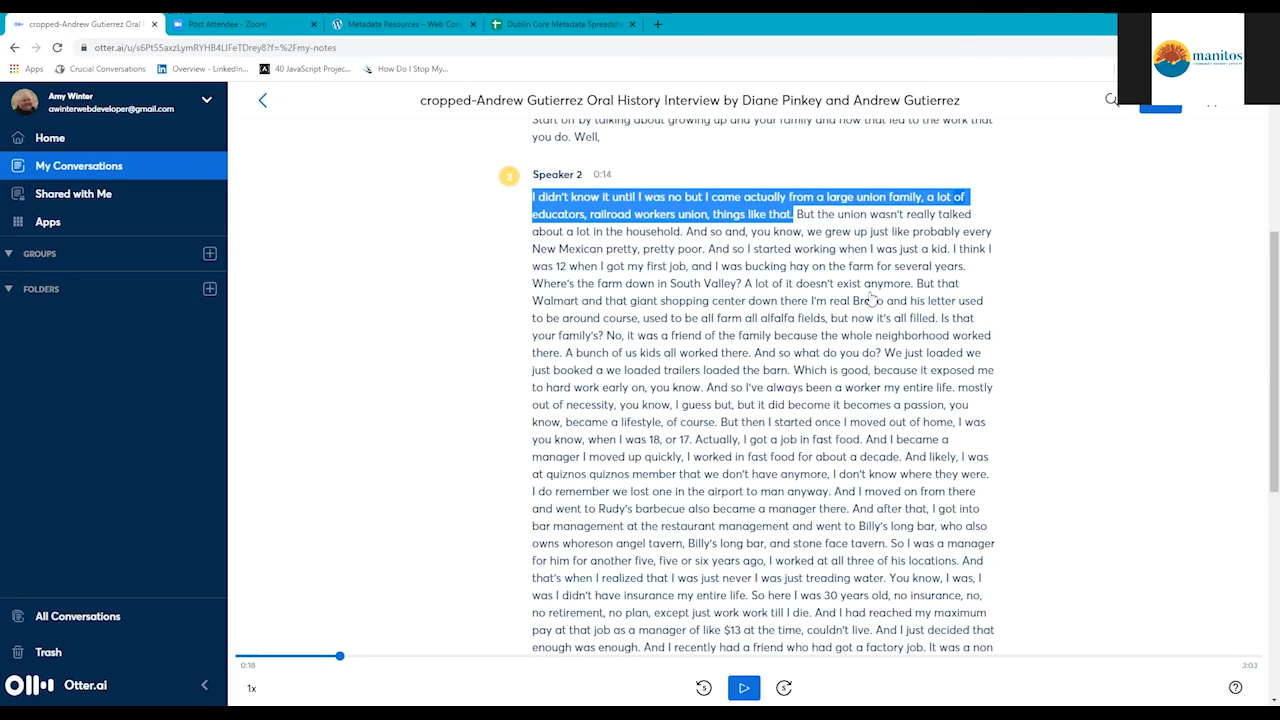 cropped-Andrew Gutierrez Oral H
Post Attendee - Zoom
Metadata Resources – Web Con
Dublin Core Metadata Spreadsh
otter.ai/u/s6Pt55axzLymRYHB4LIFeTDrey8?f=%2Fmy-notes
Apps
Crucial Conversations
Overview - LinkedIn...
40 JavaScript Projec...
How Do I Stop My...
manitos
Amy Winter
awinterwebdeveloper@gmail.com
Home
My Conversations
Shared with Me
Apps
GROUPS
FOLDERS
All Conversations
Trash
Otter.ai
cropped-Andrew Gutierrez Oral History Interview by Diane Pinkey and Andrew Gutierrez
Start off by talking about growing up and your family and how that led to the work that
you do. Well,
2
Speaker 2 0:14
I didn't know it until I was no but I came actually from a large union family, a lot of
educators, railroad workers union, things like that. But the union wasn't really talked
about a lot in the household. And so and, you know, we grew up just like probably every
New Mexican pretty, pretty poor. And so I started working when I was just a kid. I think I
was 12 when I got my first job, and I was bucking hay on the farm for several years.
Where's the farm down in South Valley? A lot of it doesn't exist anymore. But that
Walmart and that giant shopping center down there I'm real and his letter used
to be around course, used to be all farm all alfalfa fields, but now it's all filled. Is that
your family's? No, it was a friend of the family because the whole neighborhood worked
there. A bunch of us kids all worked there. And so what do you do? We just loaded we
just booked a we loaded trailers loaded the barn. Which is good, because it exposed me
to hard work early on, you know. And so I've always been a worker my entire life. mostly
out of necessity, you know, I guess but, but it did become it becomes a passion, you
know, became a lifestyle, of course. But then I started once I moved out of home, I was
you know, when I was 18, or 17. Actually, I got a job in fast food. And I became a
manager I moved up quickly, I worked in fast food for about a decade. And likely, I was
at quiznos quiznos member that we don't have anymore, I don't know where they were.
I do remember we lost one in the airport to man anyway. And I moved on from there
and went to Rudy's barbecue also became a manager there. And after that, I got into
bar management at the restaurant management and went to Billy's long bar, who also
owns whoreson angel tavern, Billy's long bar, and stone face tavern. So I was a manager
for him for another five, five or six years ago, I worked at all three of his locations. And
that's when I realized that I was just never I was just treading water. You know, I was, I
was I didn't have insurance my entire life. So here I was 30 years old, no insurance, no,
no retirement, no plan, except just work work till I die. And I had reached my maximum
pay at that job as a manager of like $13 at the time, couldn't live. And I just decided that
enough was enough. And I recently had a friend who had got a factory job. It was a non
0:18
3:03
1x
5
5